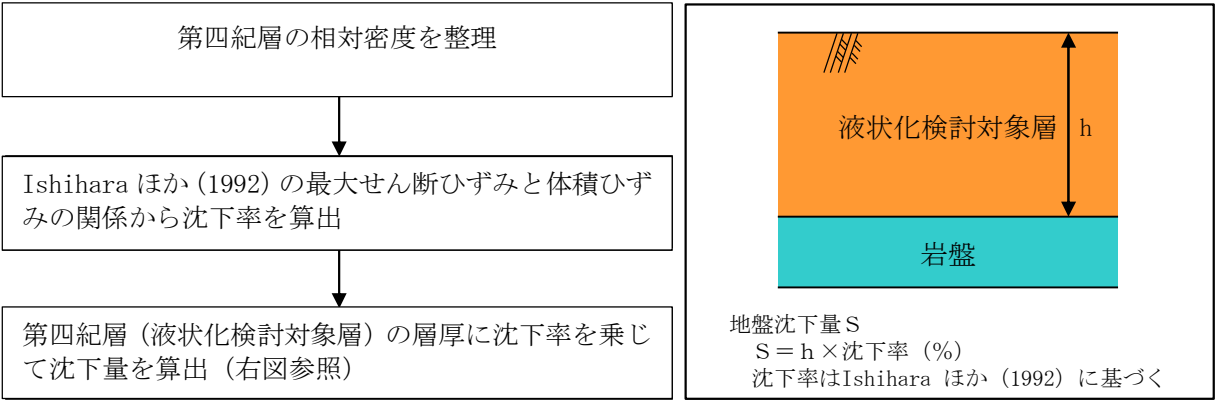 第四紀層の相対密度を整理
Ishihara ほか（1992）の最大せん断ひずみと体積ひず
みの関係から沈下率を算出
第四紀層（液状化検討対象層）の層厚に沈下率を乗じ
て沈下量を算出（右図参照）
液状化検討対象層
h
岩盤
地盤沈下量Ｓ
Ｓ＝ｈ×沈下率（%）
沈下率はIshihara ほか（1992）に基づく